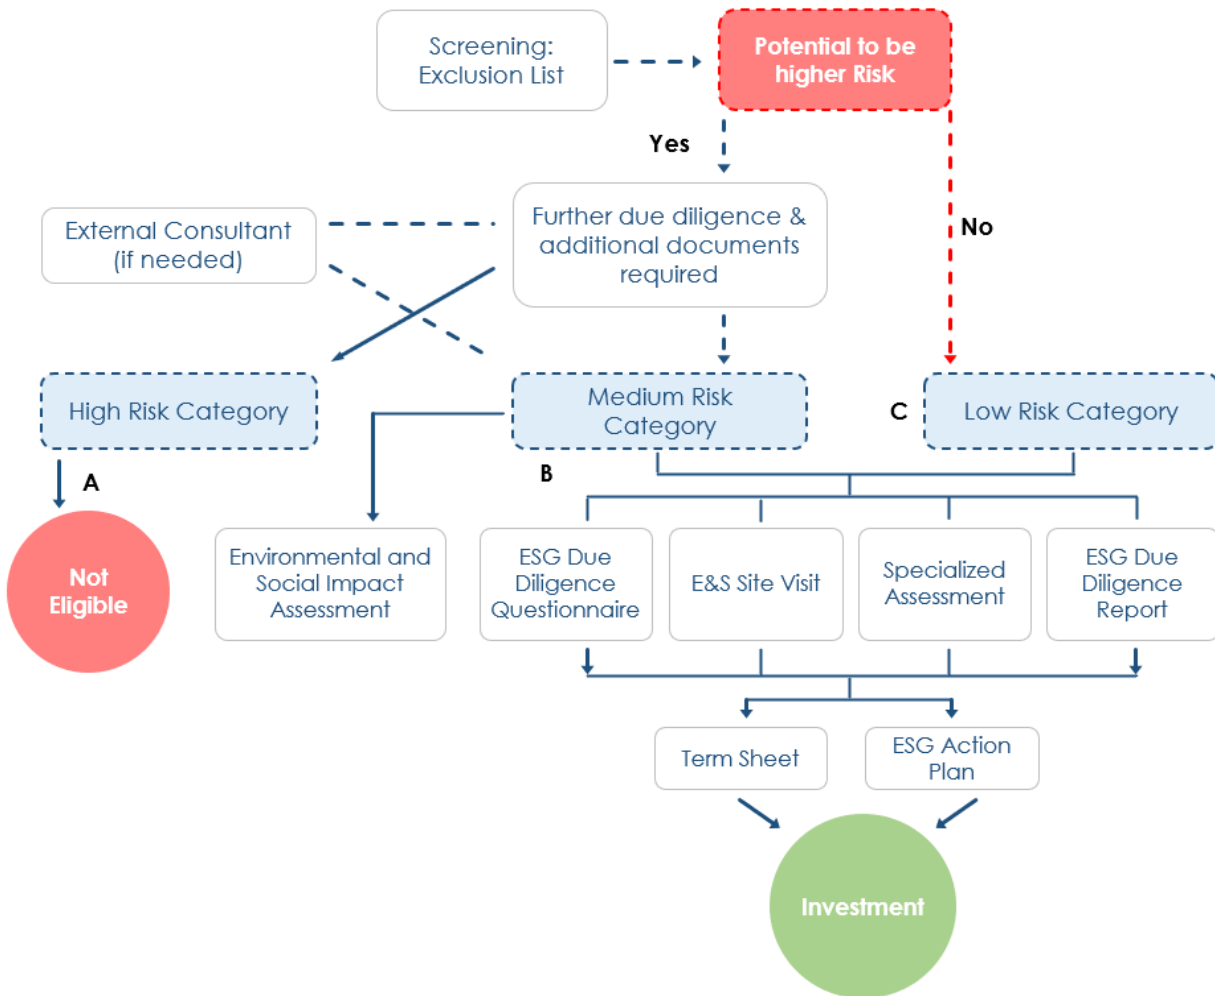 Screening:
Exclusion List
Potential to be
higher Risk
Yes
No
External Consultant
(if needed)
Further due diligence &
additional documents
required
High Risk Category
Medium Risk
Category
C
Low Risk Category
A
B
Not
Eligible
Environmental and
Social Impact
Assessment
ESG Due
Diligence
Questionnaire
E&S Site Visit
Specialized
Assessment
ESG Due
Diligence
Report
Term Sheet
ESG Action
Plan
Investment